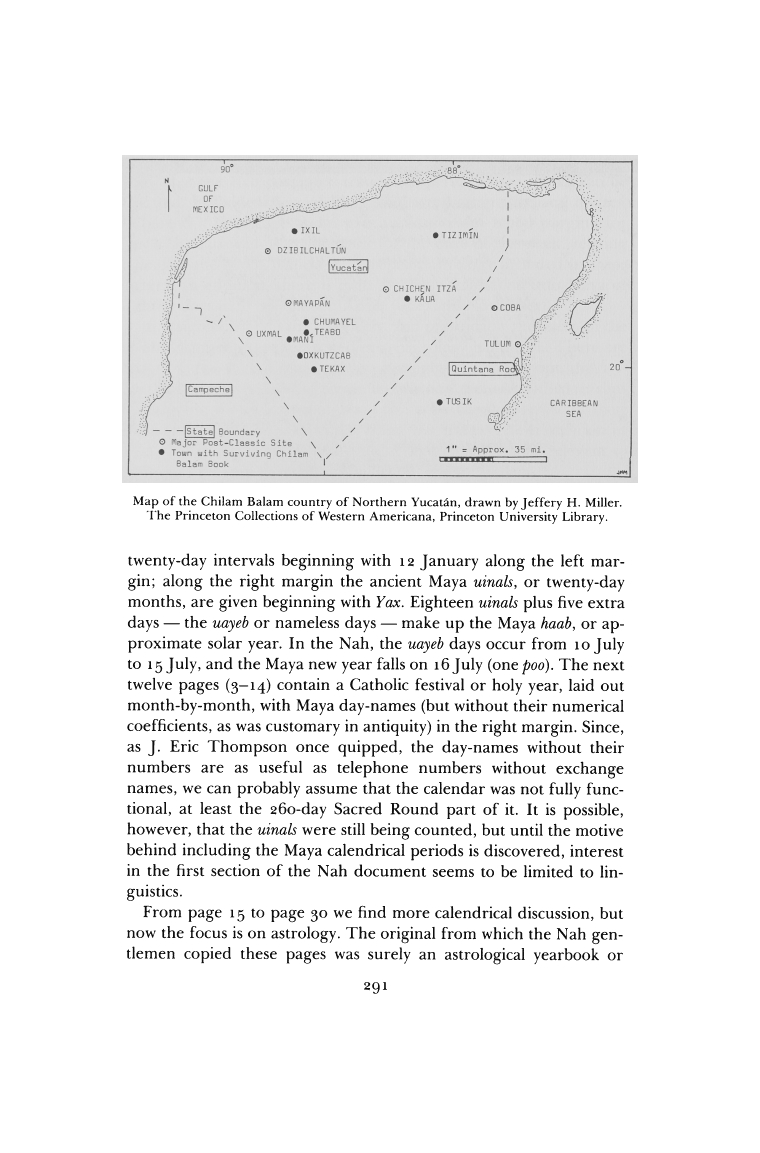 90°
88°
N
GULF
OF
MEXICO
IXIL
TIZIMÍN
DZIBILCHALTÚN
Yucatán
CHICHEN ITZÁ
KAUA
MAYAPÁN
COBA
CHUMAYEL
UXMAL
TEABO
MANÍ
TULUM
OXKUTZCAB
TEKAX
Quintana Roo
20°
Campeche
TUSIK
CARIBBEAN
SEA
State Boundary
Major Post-Classic Site
Town with Surviving Chilam
Balam Book
1" = Approx. 35 mi.
Map of the Chilam Balam country of Northern Yucatán, drawn by Jeffery H. Miller.
The Princeton Collections of Western Americana, Princeton University Library.
twenty-day intervals beginning with 12 January along the left mar-
gin; along the right margin the ancient Maya uinals, or twenty-day
months, are given beginning with Yax. Eighteen uinals plus five extra
days — the uayeb or nameless days — make up the Maya haab, or ap-
proximate solar year. In the Nah, the uayeb days occur from 10 July
to 15 July, and the Maya new year falls on 16 July (one poo). The next
twelve pages (3–14) contain a Catholic festival or holy year, laid out
month-by-month, with Maya day-names (but without their numerical
coefficients, as was customary in antiquity) in the right margin. Since,
as J. Eric Thompson once quipped, the day-names without their
numbers are as useful as telephone numbers without exchange
names, we can probably assume that the calendar was not fully func-
tional, at least the 260-day Sacred Round part of it. It is possible,
however, that the uinals were still being counted, but until the motive
behind including the Maya calendrical periods is discovered, interest
in the first section of the Nah document seems to be limited to lin-
guistics.
From page 15 to page 30 we find more calendrical discussion, but
now the focus is on astrology. The original from which the Nah gen-
tlemen copied these pages was surely an astrological yearbook or
291